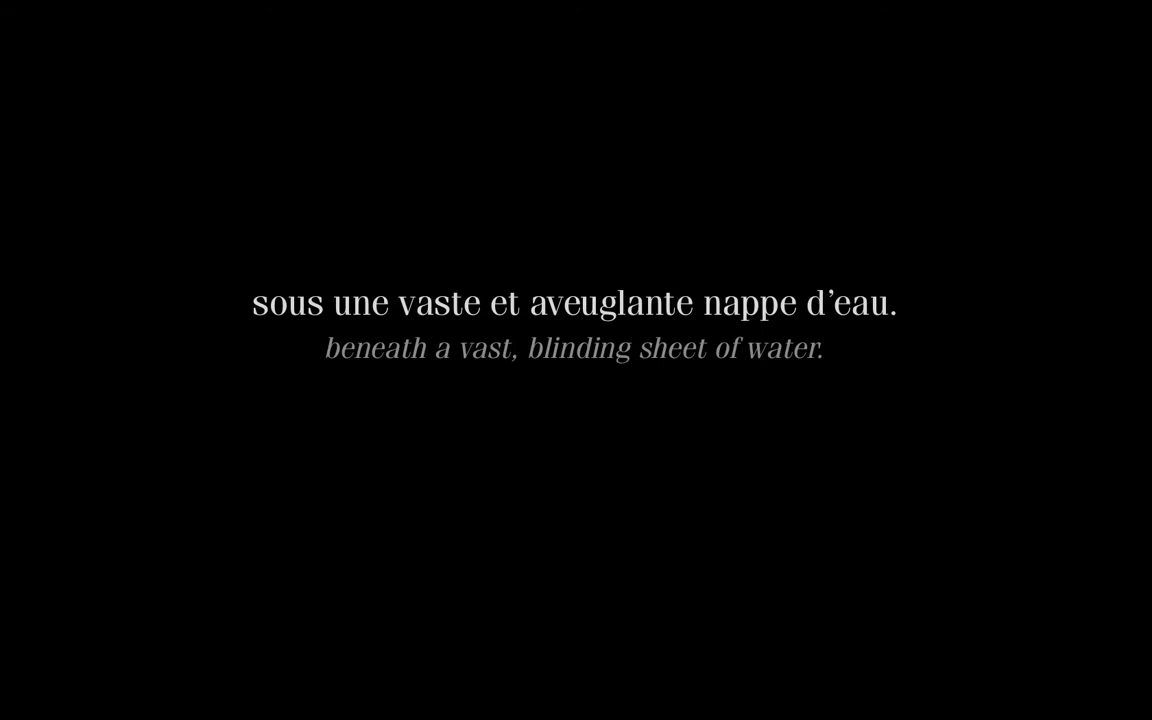 sous une vaste et aveuglante nappe d’eau.
beneath a vast, blinding sheet of water.